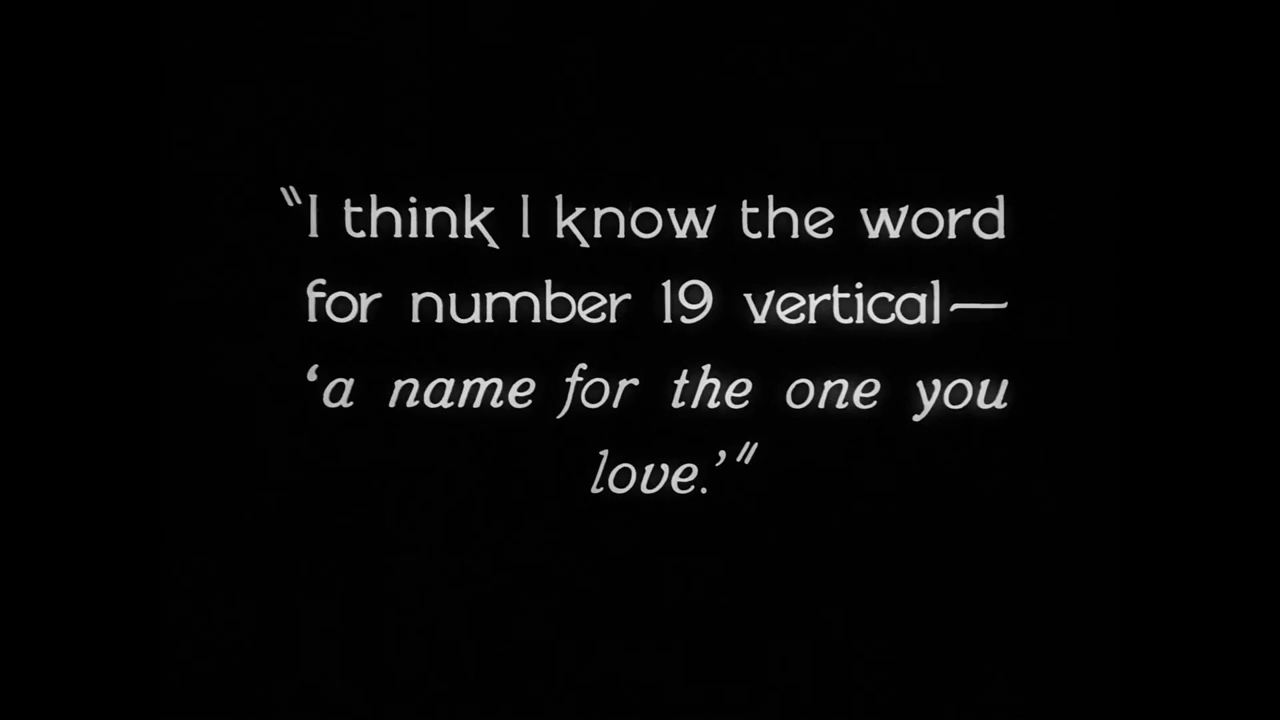 "I think I know the word
for number 19 vertical—
'a name for the one you
love.'"